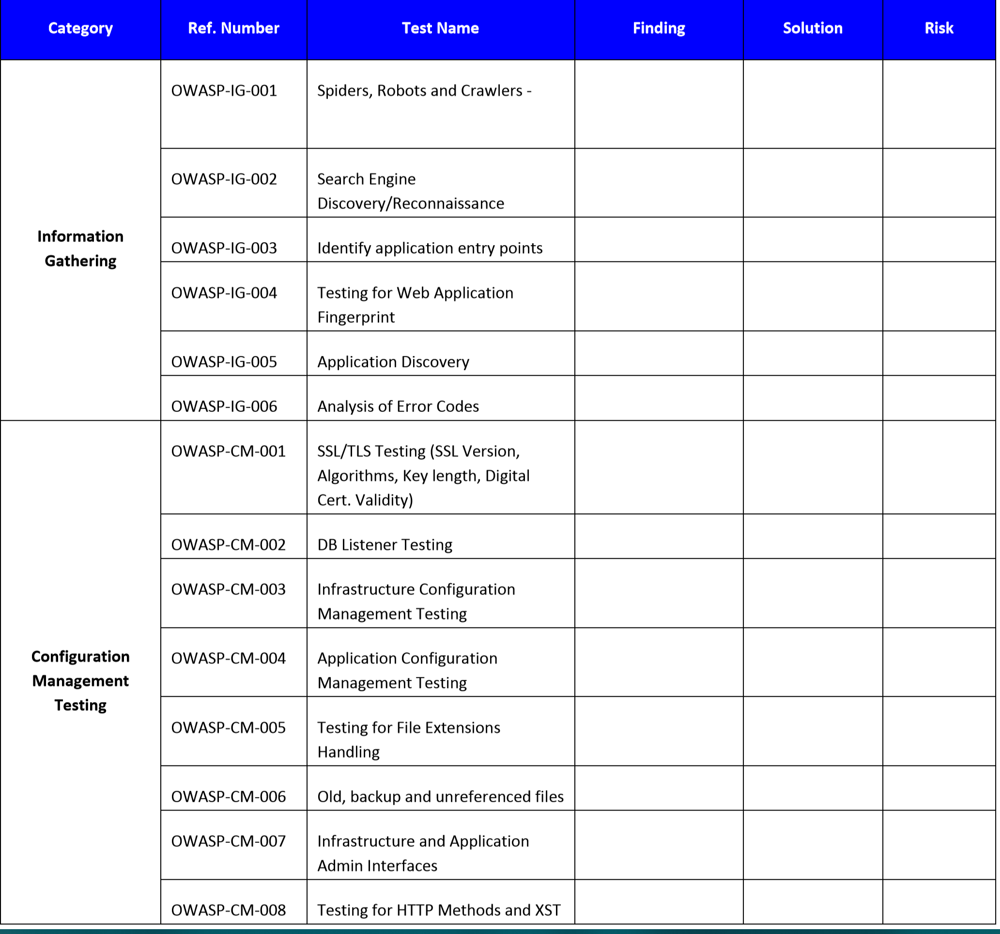 Category Ref. Number Test Name Finding Solution Risk
Information
Gathering
OWASP-IG-001 Spiders, Robots and Crawlers -
OWASP-IG-002 Search Engine
Discovery/Reconnaissance
OWASP-IG-003 Identify application entry points
OWASP-IG-004 Testing for Web Application
Fingerprint
OWASP-IG-005 Application Discovery
OWASP-IG-006 Analysis of Error Codes
Configuration
Management
Testing
OWASP-CM-001 SSL/TLS Testing (SSL Version,
Algorithms, Key length, Digital
Cert. Validity)
OWASP-CM-002 DB Listener Testing
OWASP-CM-003 Infrastructure Configuration
Management Testing
OWASP-CM-004 Application Configuration
Management Testing
OWASP-CM-005 Testing for File Extensions
Handling
OWASP-CM-006 Old, backup and unreferenced files
OWASP-CM-007 Infrastructure and Application
Admin Interfaces
OWASP-CM-008 Testing for HTTP Methods and XST